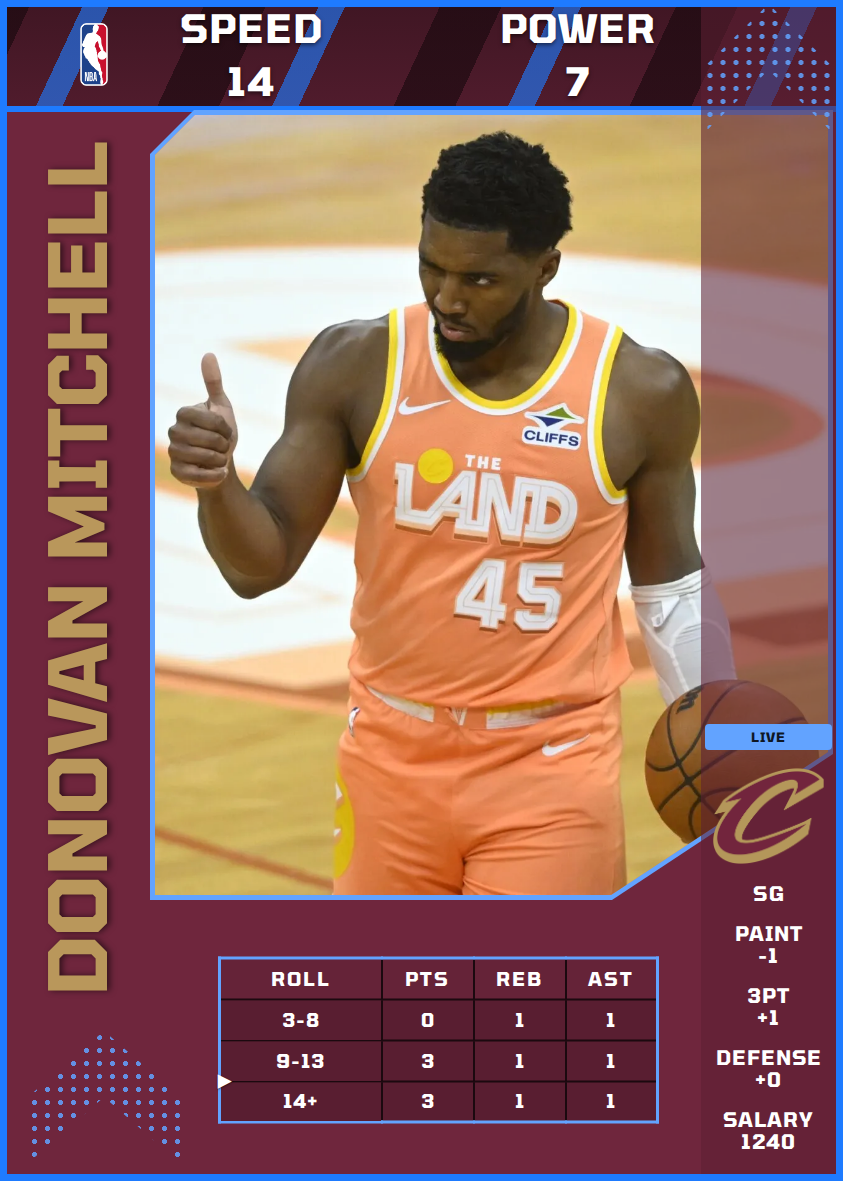 SPEED
14
POWER
7
NBA
DONOVAN MITCHELL
CLIFFS
THE
LAND
45
LIVE
C
SG
PAINT
-1
3PT
+1
DEFENSE
+0
SALARY
1240
ROLL PTS REB AST
3-8 0 1 1
9-13 3 1 1
14+ 3 1 1